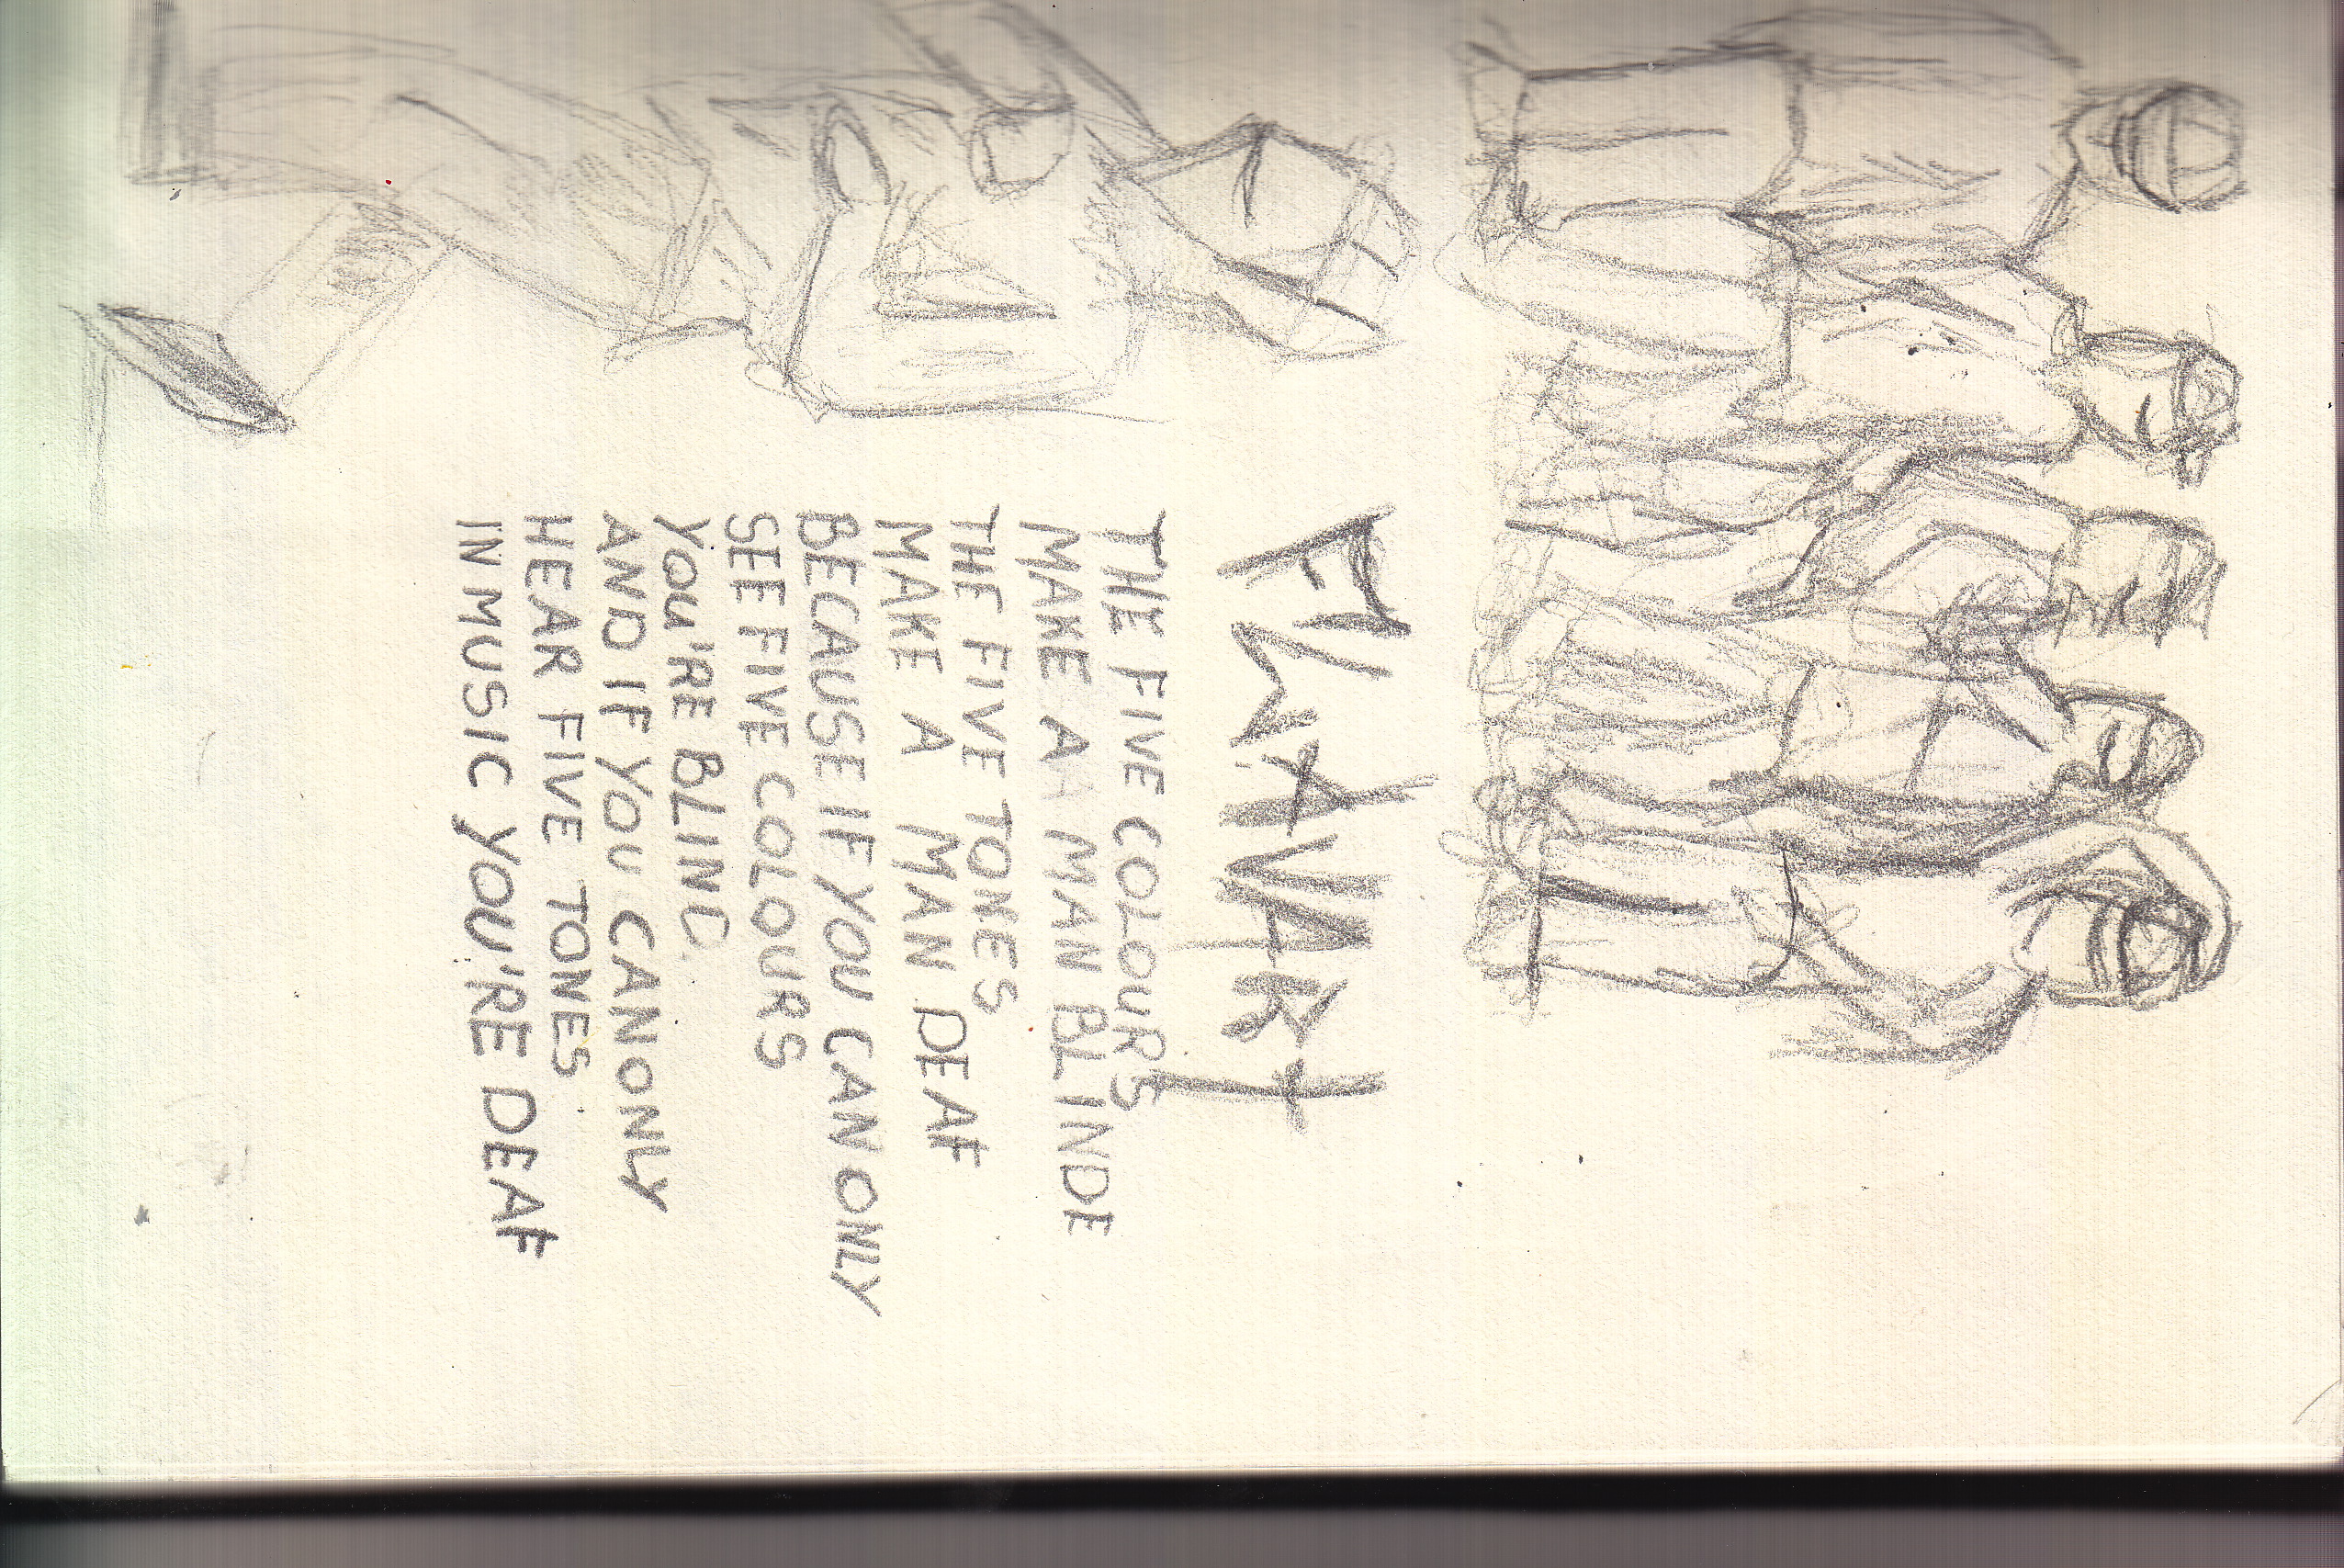 THE FIVE COLOURS
MAKE A MAN BLINDE
THE FIVE TONES
MAKE A MAN DEAF
BECAUSE IF YOU CAN ONLY
SEE FIVE COLOURS
YOU'RE BLIND
AND IF YOU CAN ONLY
HEAR FIVE TONES
IN MUSIC YOU'RE DEAF